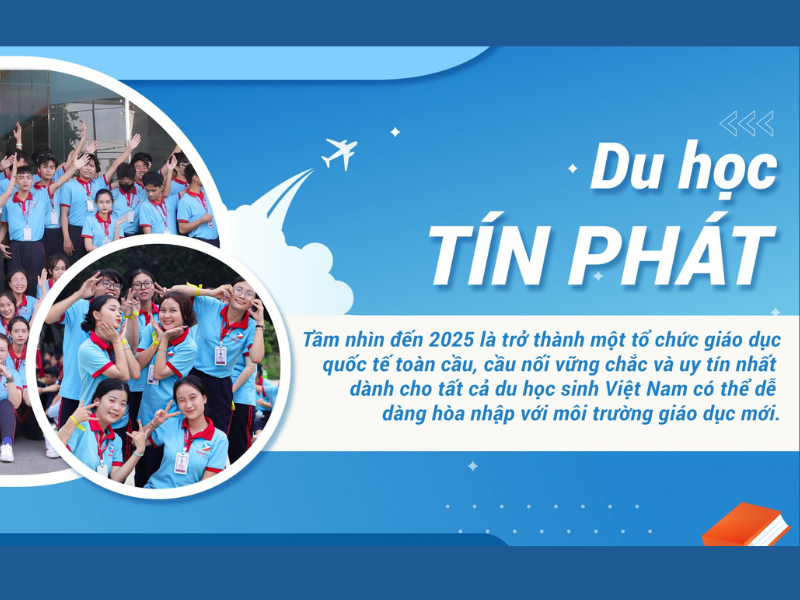 Du học
TÍN PHÁT
Tầm nhìn đến 2025 là trở thành một tổ chức giáo dục
quốc tế toàn cầu, cầu nối vững chắc và uy tín nhất
dành cho tất cả du học sinh Việt Nam có thể dễ
dàng hòa nhập với môi trường giáo dục mới.